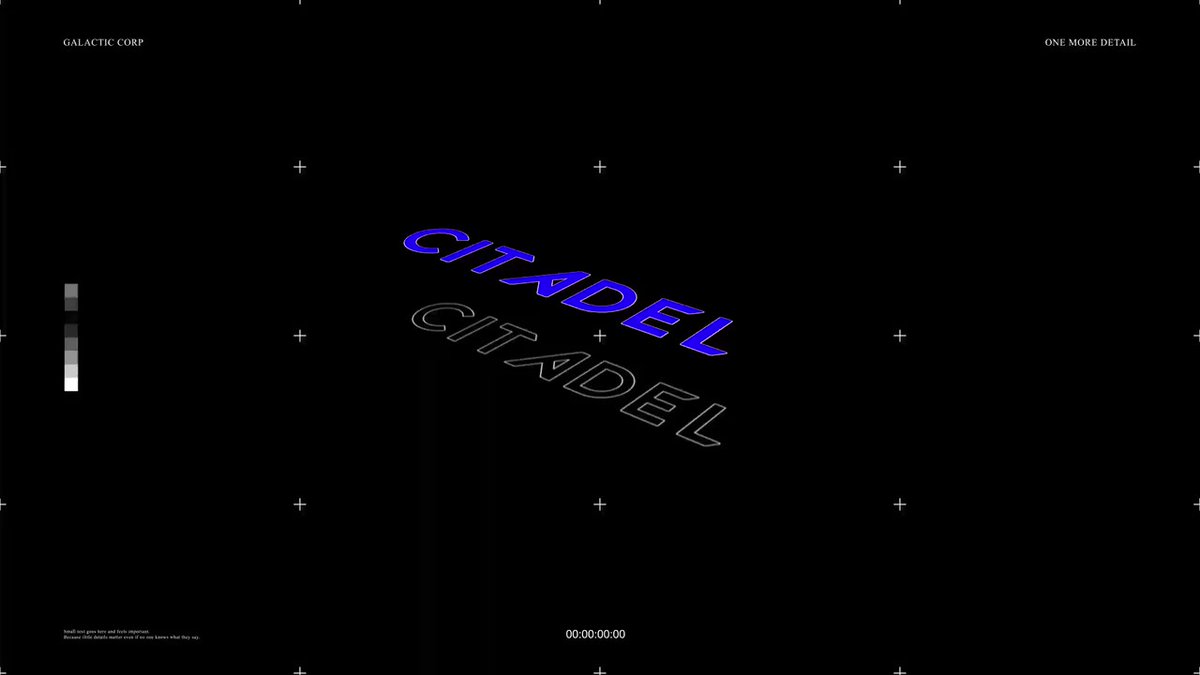 GALACTIC CORP
ONE MORE DETAIL
CITADEL
CITADEL
Small text goes here and feels important.
Because little details matter even if no one knows what they say.
00:00:00:00